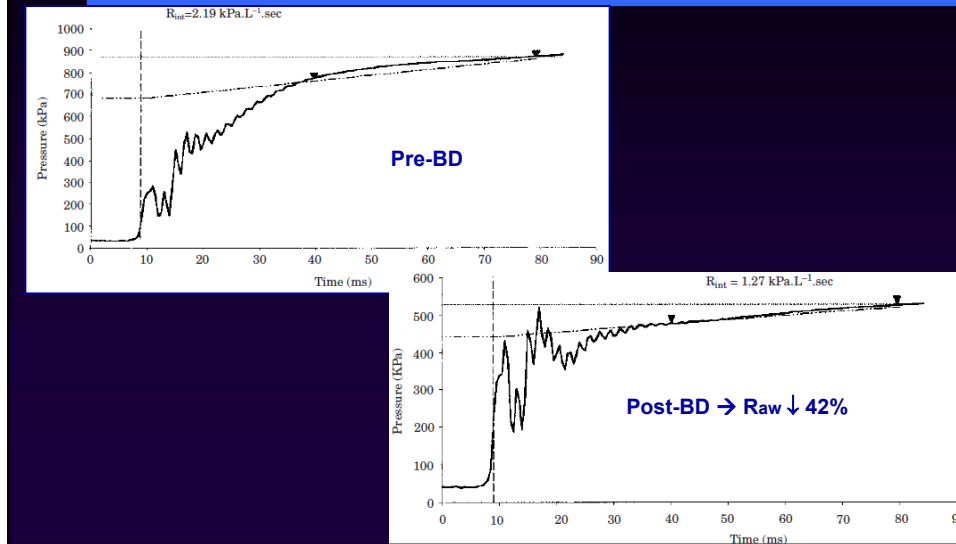 R_int=2.19 kPa.L⁻¹.sec
1000
900
800
700
600
500
400
300
200
100
0
Pressure (kPa)
Pre-BD
0 10 20 30 40 50 60 70 80 90
Time (ms)
R_int = 1.27 kPa.L⁻¹.sec
600
500
400
300
200
100
0
Pressure (KPa)
Post-BD → Raw ↓ 42%
0 10 20 30 40 50 60 70 80 90
Time (ms)